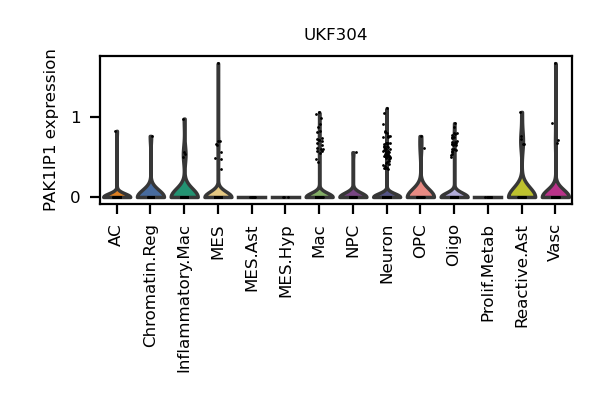 UKF304
PAK1IP1 expression
1
0
AC
Chromatin.Reg
Inflammatory.Mac
MES
MES.Ast
MES.Hyp
Mac
NPC
Neuron
OPC
Oligo
Prolif.Metab
Reactive.Ast
Vasc